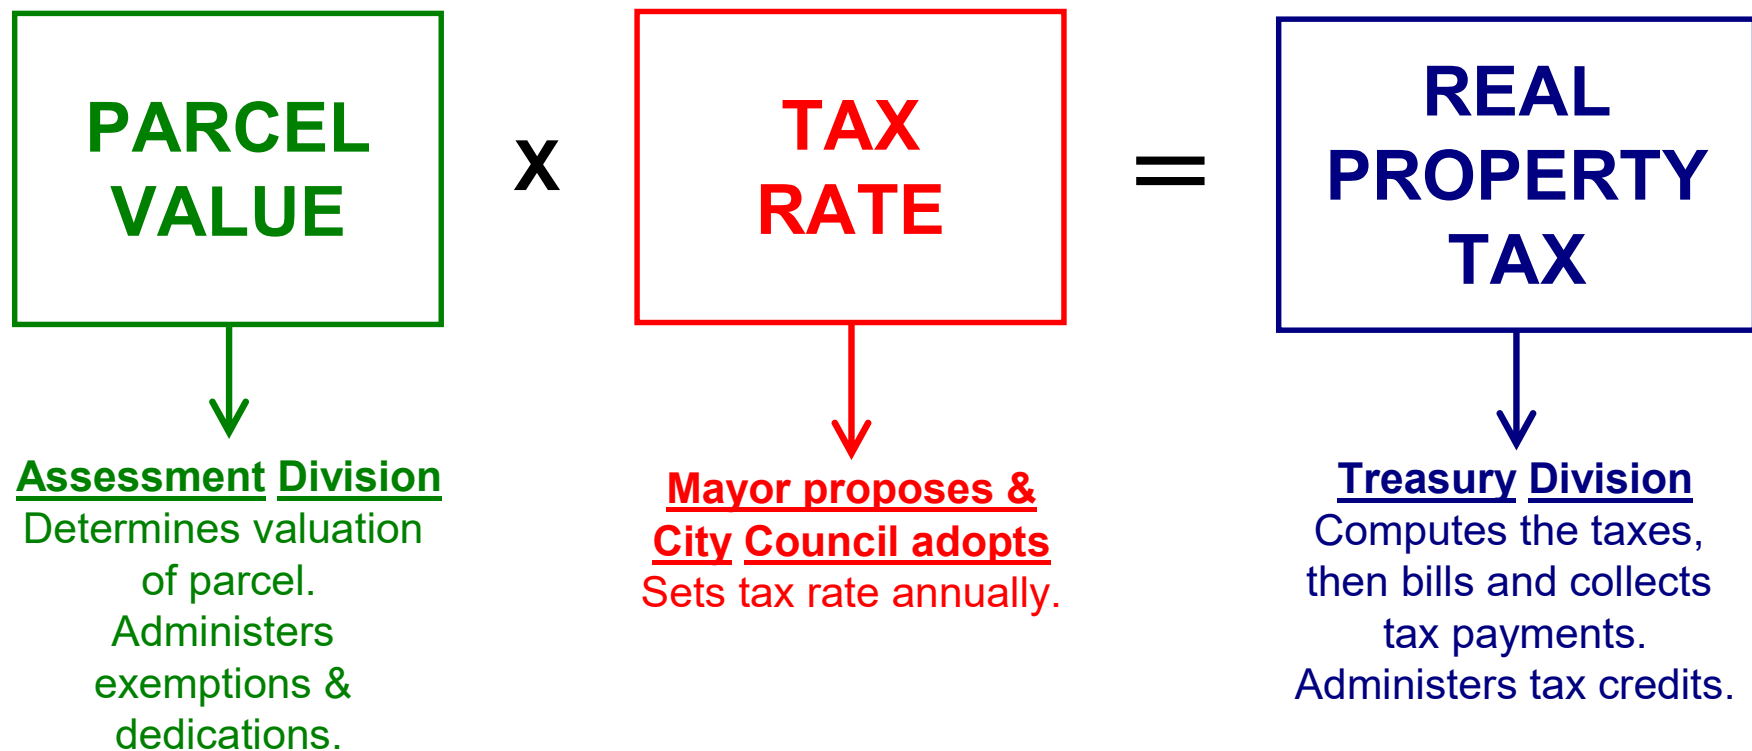 PARCEL
VALUE
x
TAX
RATE
=
REAL
PROPERTY
TAX
Assessment Division
Determines valuation
of parcel.
Administers
exemptions &
dedications.
Mayor proposes &
City Council adopts
Sets tax rate annually.
Treasury Division
Computes the taxes,
then bills and collects
tax payments.
Administers tax credits.